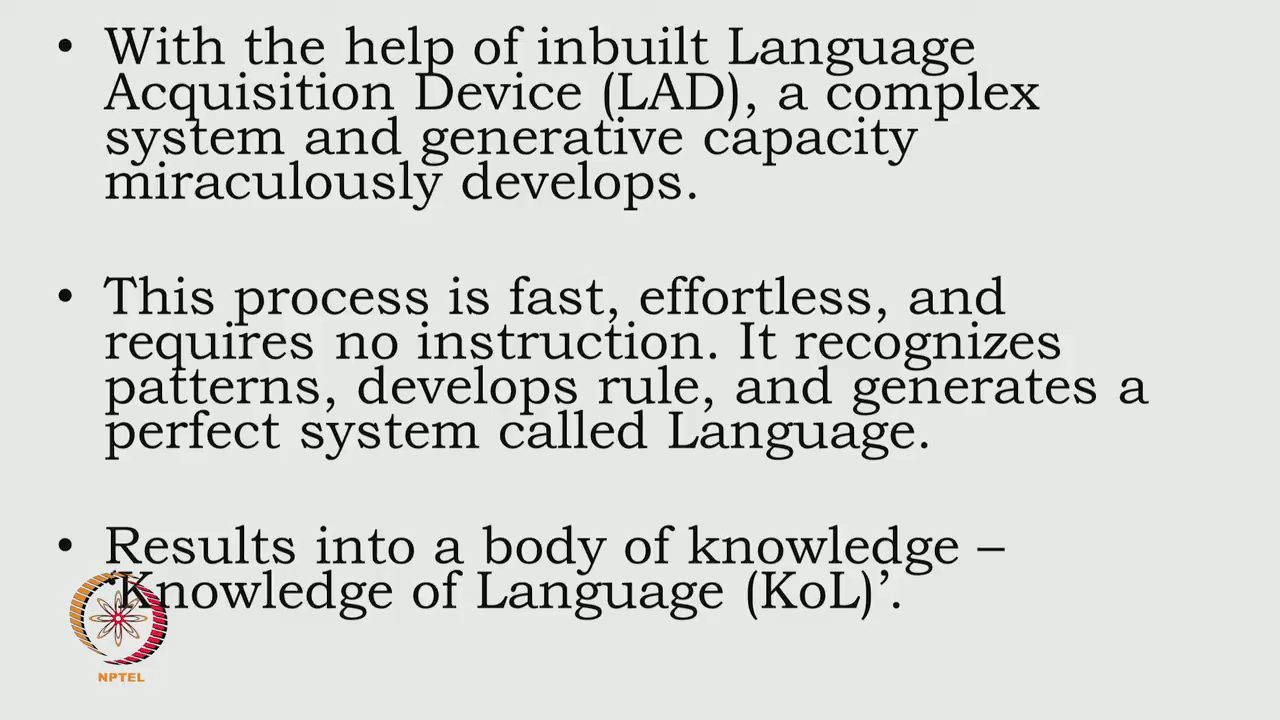 • With the help of inbuilt Language
Acquisition Device (LAD), a complex
system and generative capacity
miraculously develops.
• This process is fast, effortless, and
requires no instruction. It recognizes
patterns, develops rule, and generates a
perfect system called Language.
• Results into a body of knowledge –
‘Knowledge of Language (KoL)’.
NPTEL